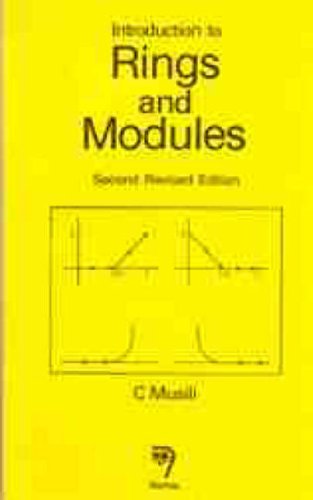 Introduction to
Rings
and
Modules
Second Revised Edition
C Musili